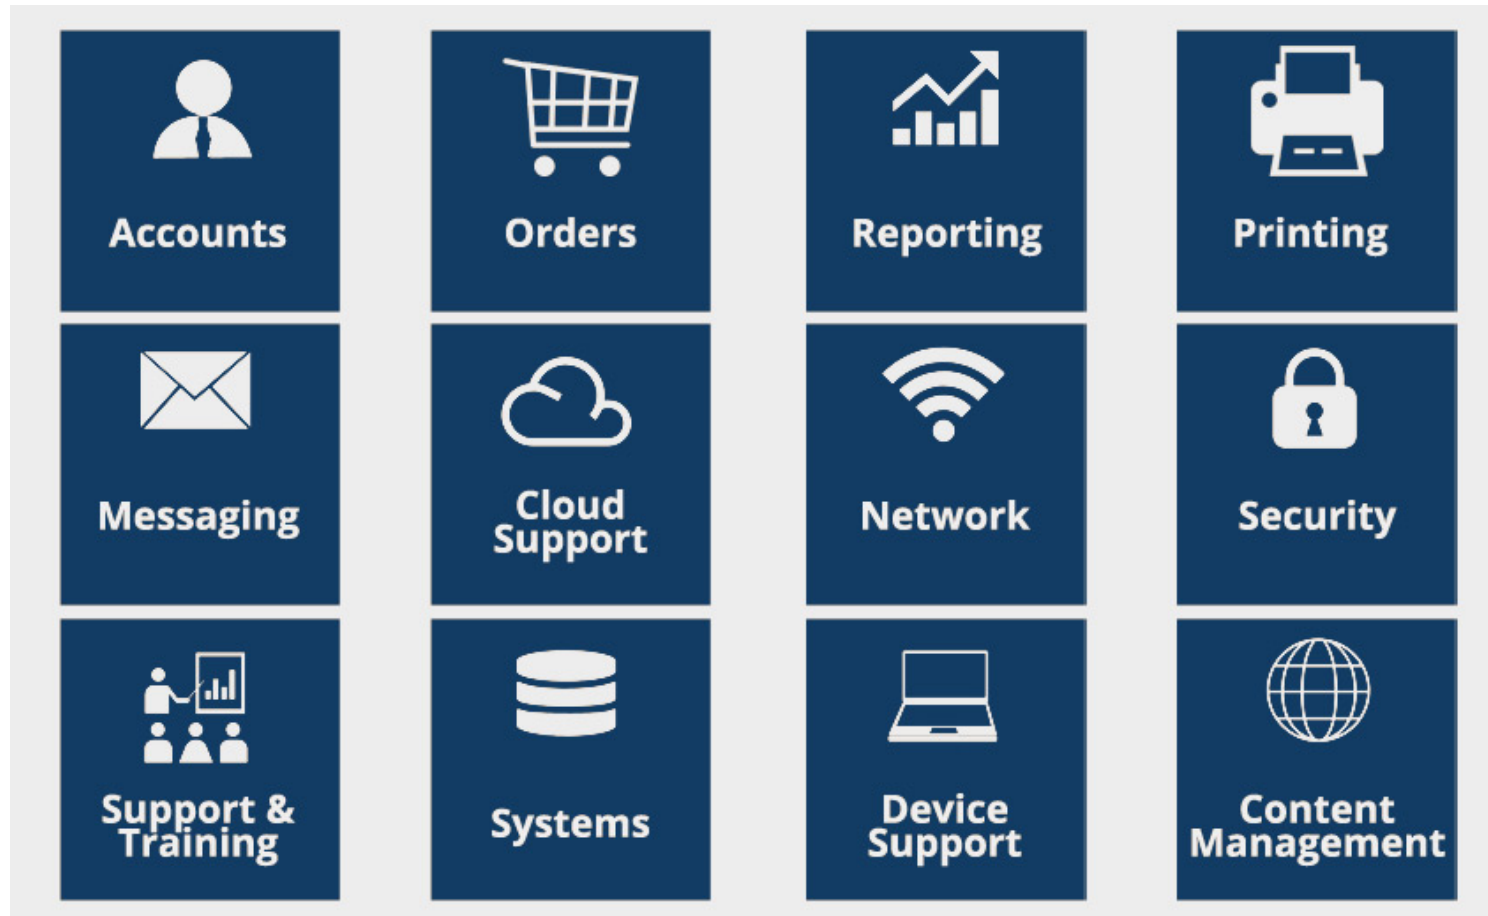 Accounts
Orders
Reporting
Printing
Messaging
Cloud
Support
Network
Security
Support &
Training
Systems
Device
Support
Content
Management